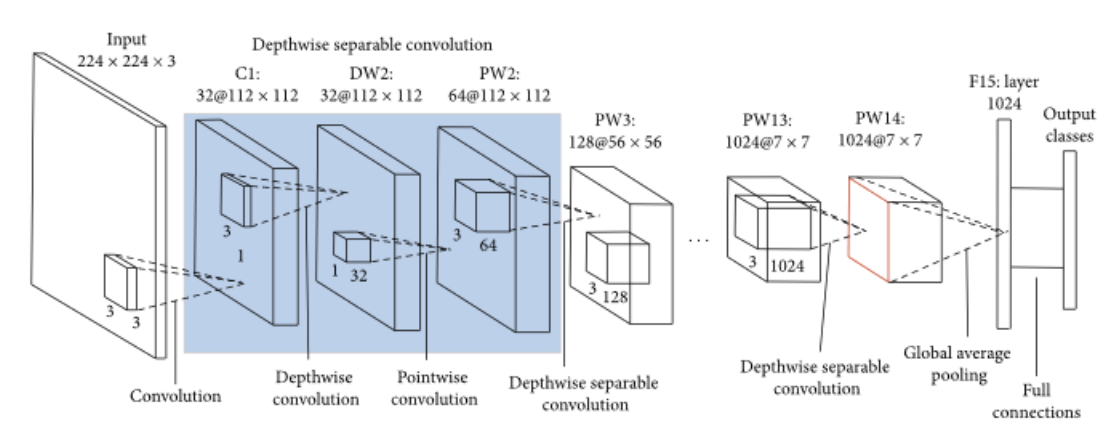 Input
224 × 224 × 3
Depthwise separable convolution
C1:
32@112 × 112
DW2:
32@112 × 112
PW2:
64@112 × 112
PW3:
128@56 × 56
PW13:
1024@7 × 7
PW14:
1024@7 × 7
F15: layer
1024
Output
classes
3
3
3
1
1
32
3
64
3
128
...
3
1024
Convolution
Depthwise
convolution
Pointwise
convolution
Depthwise separable
convolution
Depthwise separable
convolution
Global average
pooling
Full
connections